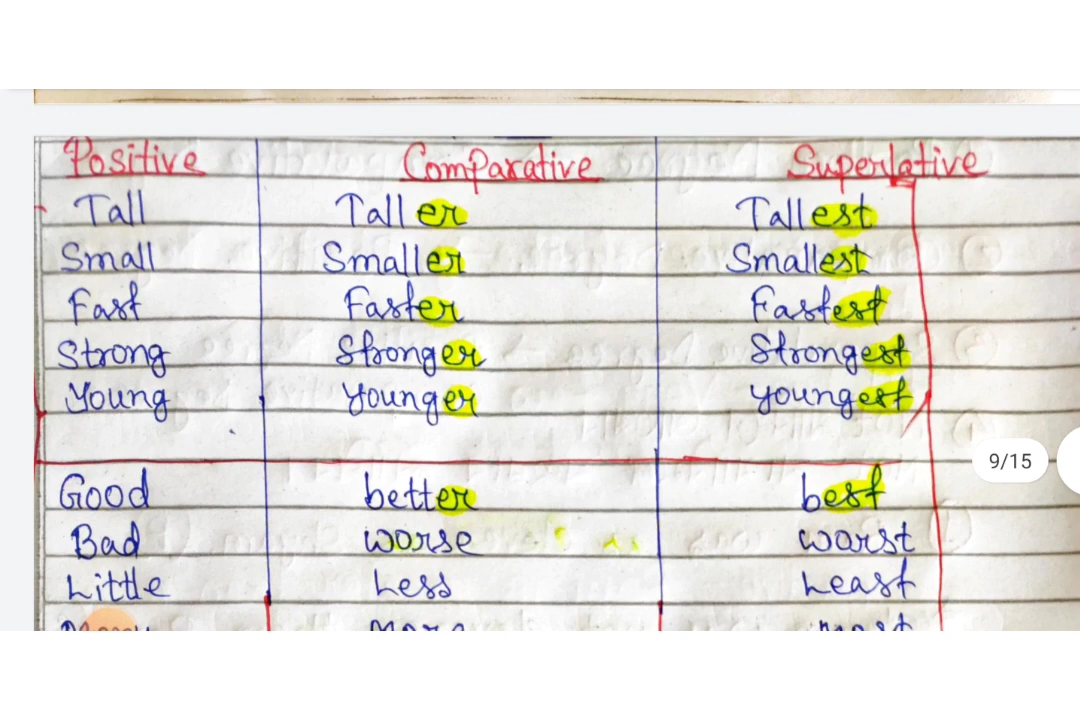 Positive Comparative Superlative
Tall Taller Tallest
Small Smaller Smallest
Fast Faster Fastest
Strong Stronger Strongest
Young Younger youngest
9/15
Good better best
Bad worse worst
Little Less Least